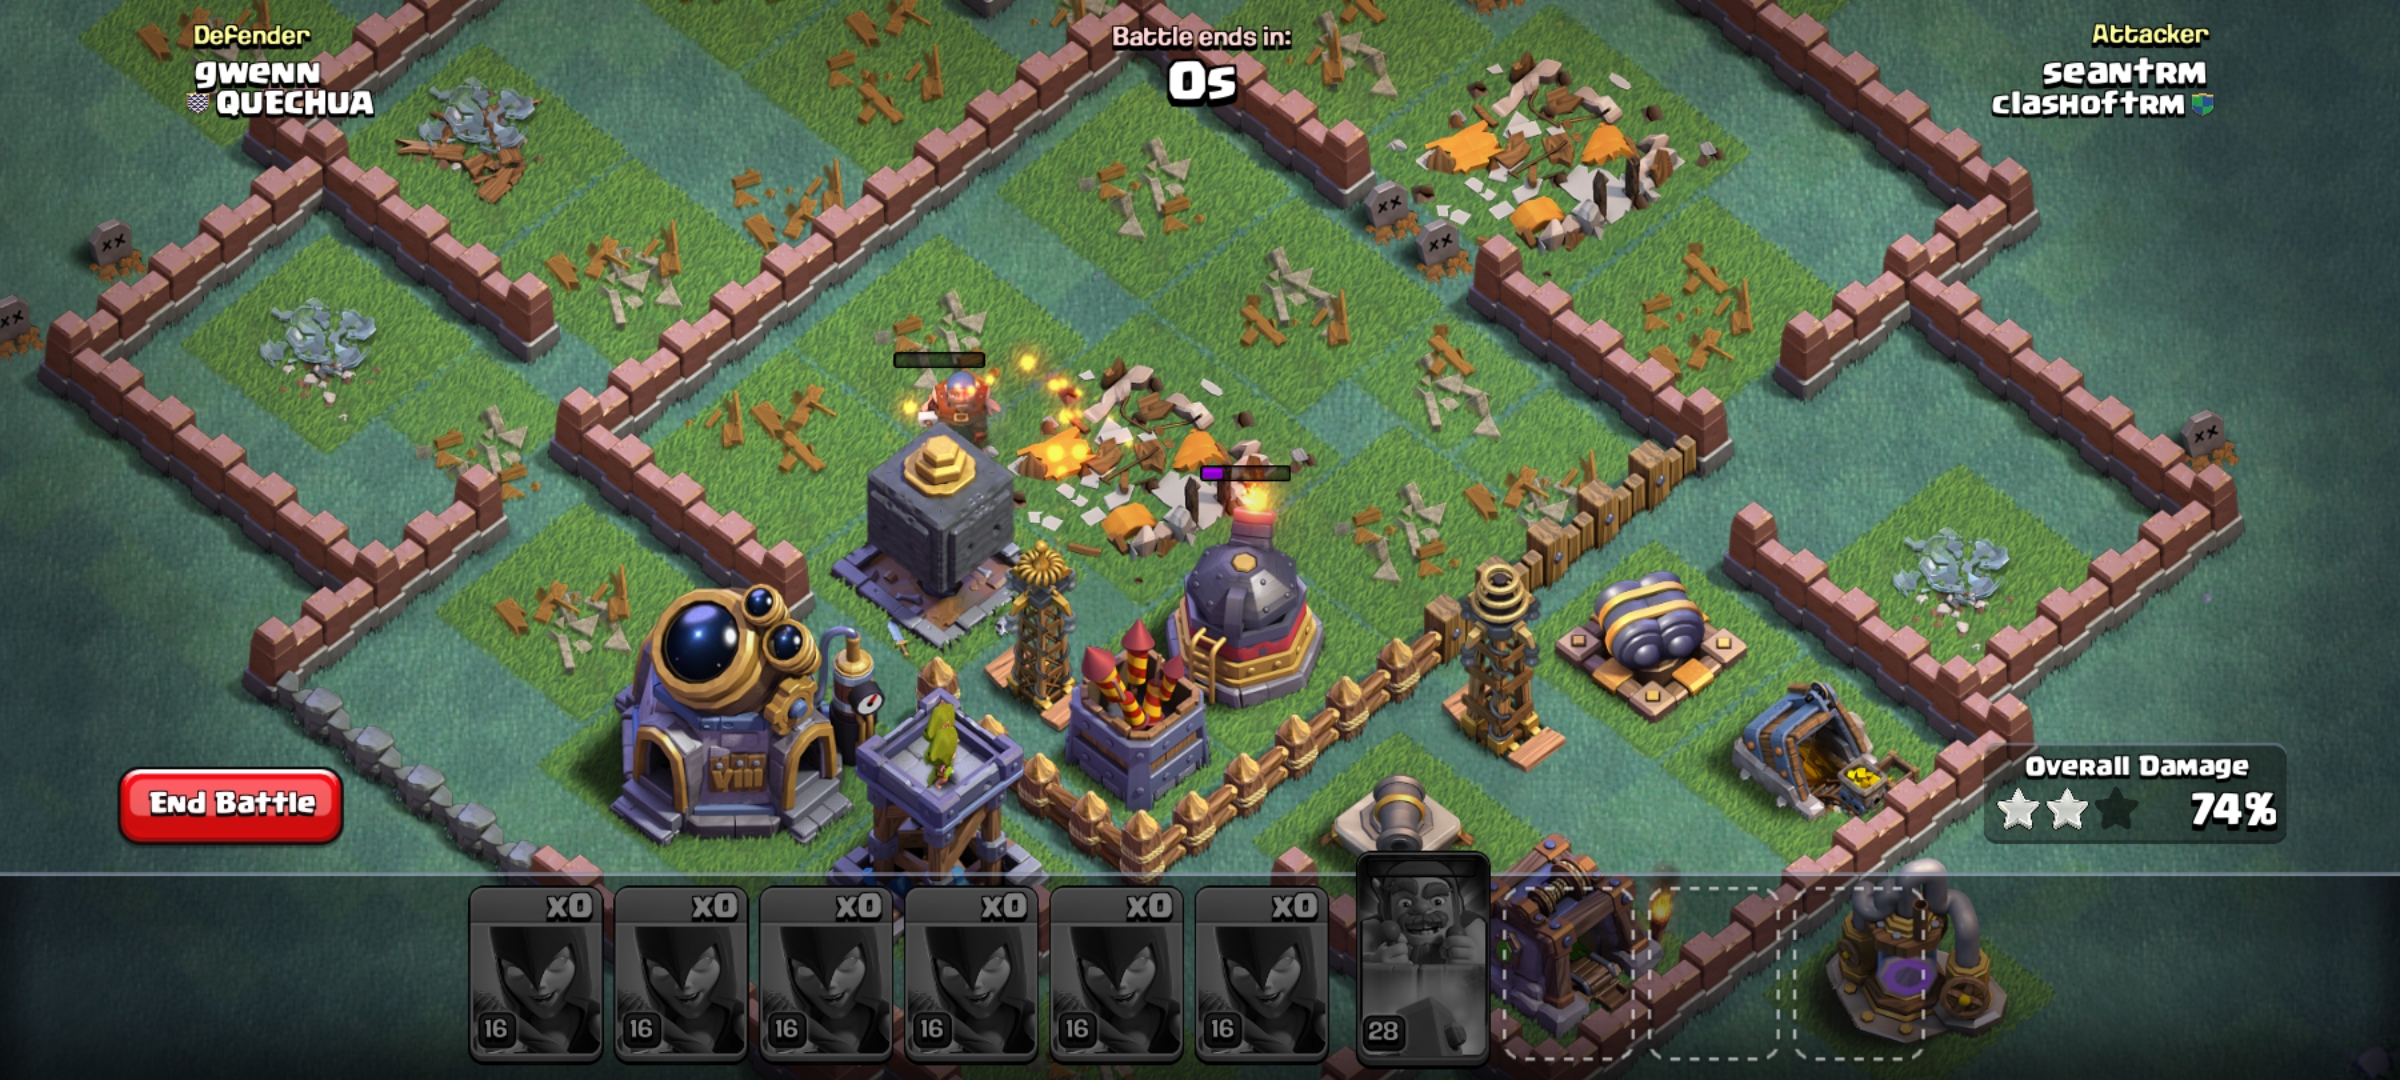 Defender
gwenn
QUECHUA
Battle ends in:
0s
Attacker
seantRM
clashoftRM
End Battle
Overall Damage
74%
x0
x0
x0
x0
x0
x0
16
16
16
16
16
16
28
VIII